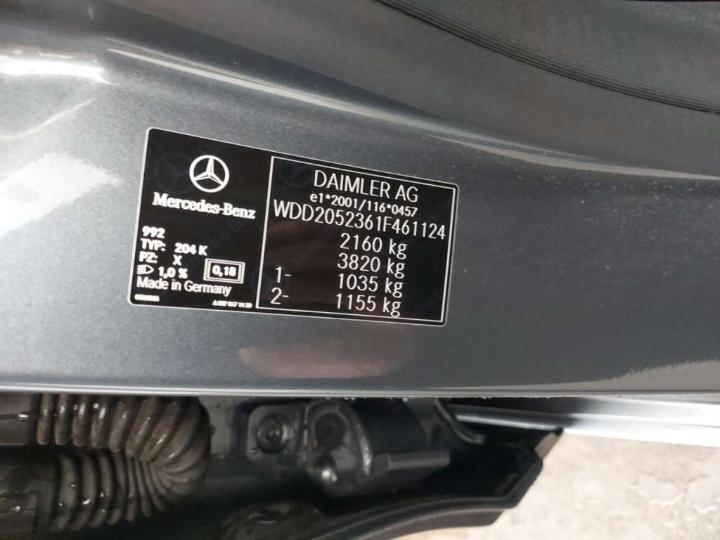 Mercedes-Benz
992
TYP: 204 K
PZ: X
1,0 % 0,18
Made in Germany
DAIMLER AG
e1*2001/116*0457
WDD2052361F461124
2160 kg
3820 kg
1- 1035 kg
2- 1155 kg